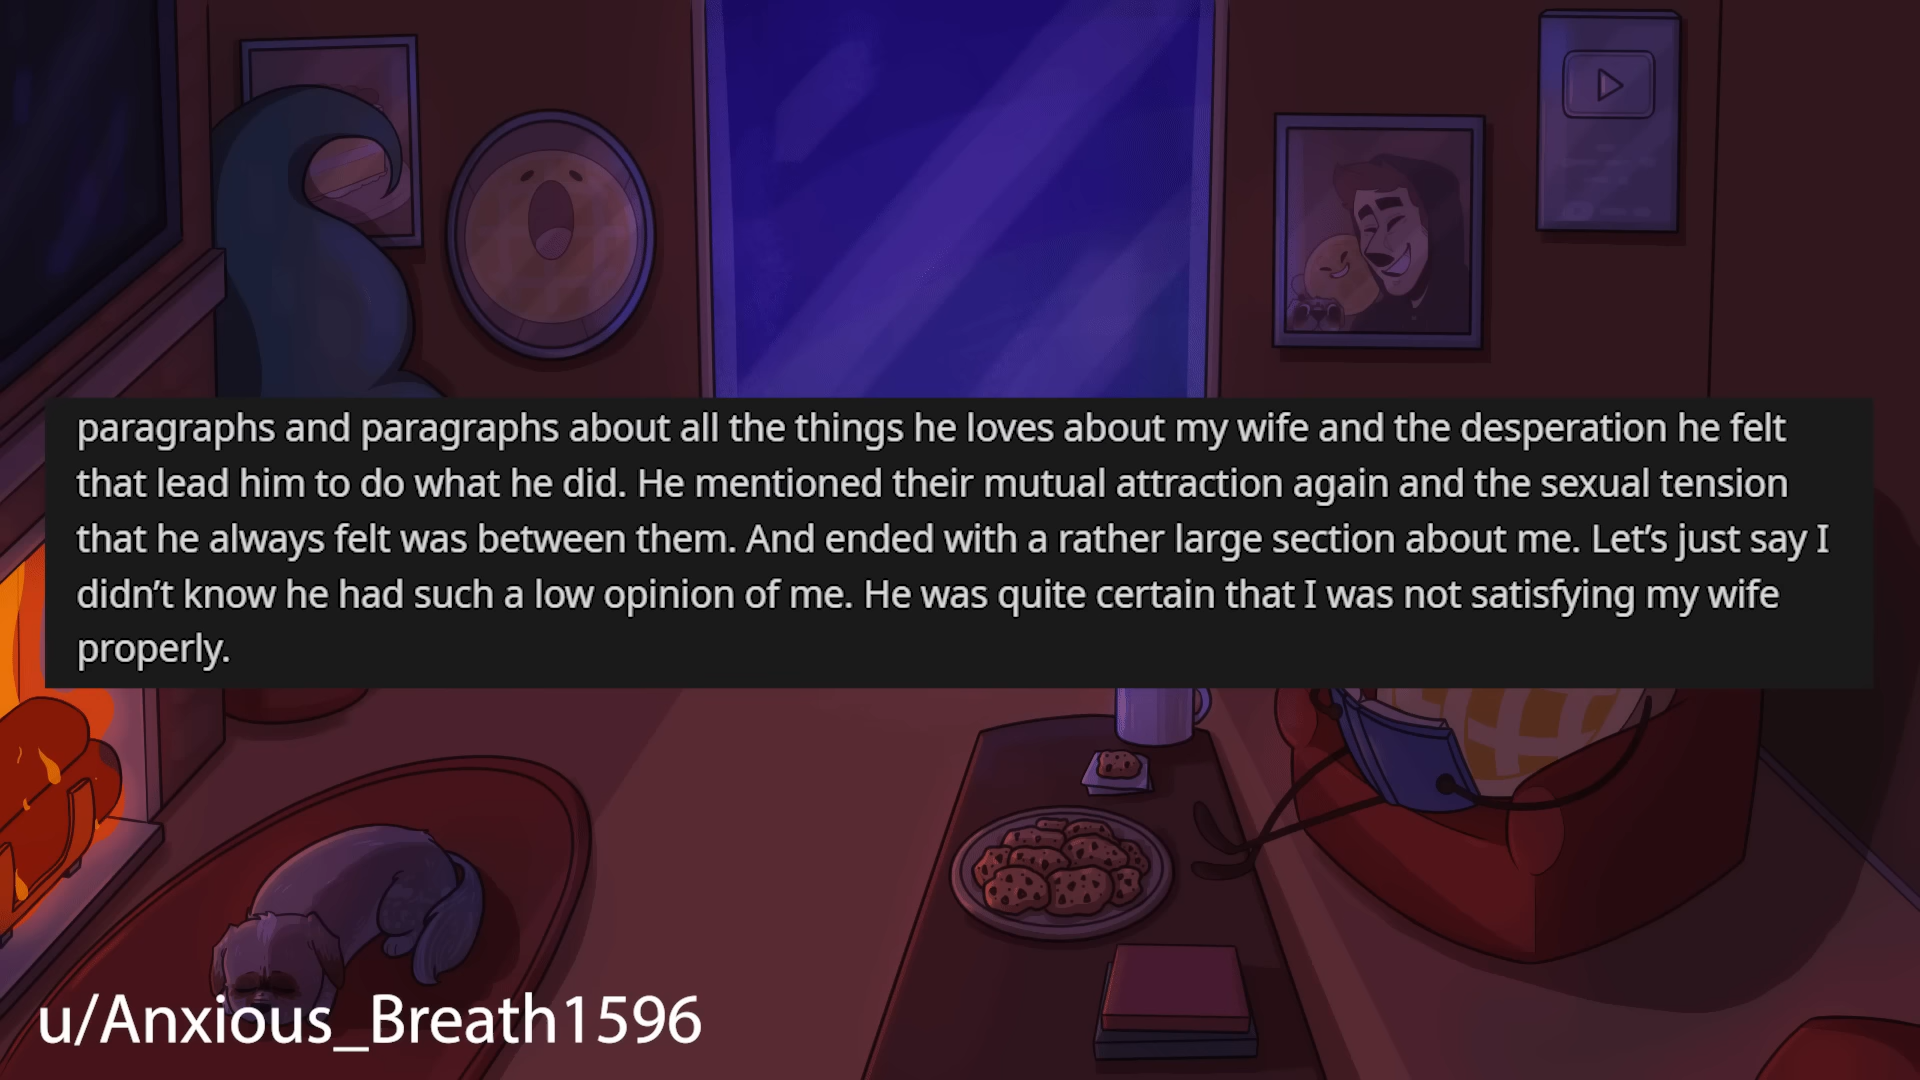 paragraphs and paragraphs about all the things he loves about my wife and the desperation he felt
that lead him to do what he did. He mentioned their mutual attraction again and the sexual tension
that he always felt was between them. And ended with a rather large section about me. Let’s just say I
didn’t know he had such a low opinion of me. He was quite certain that I was not satisfying my wife
properly.
u/Anxious_Breath1596